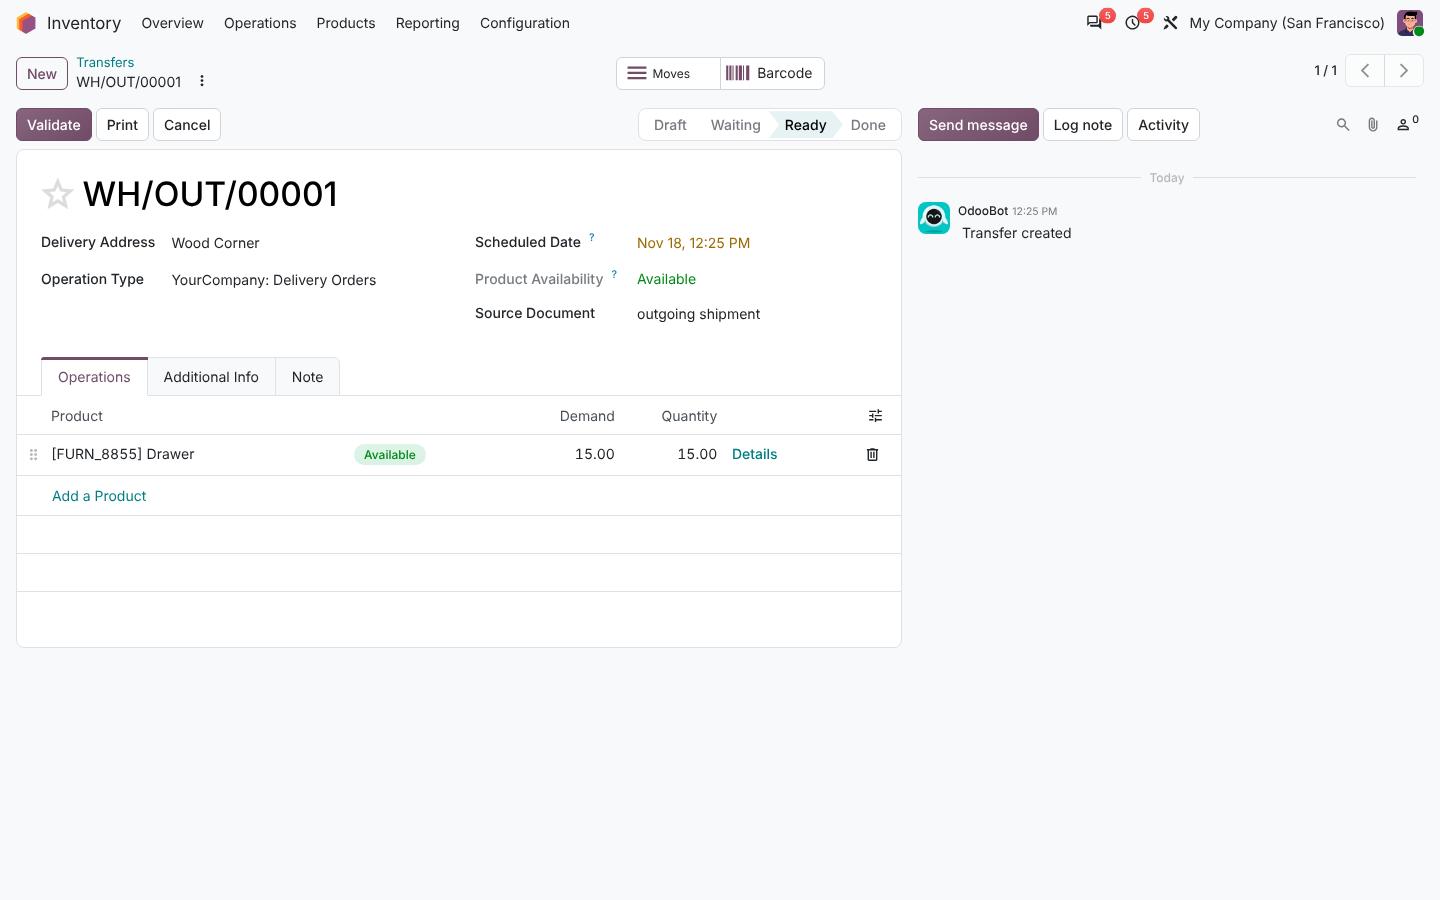 Inventory
Overview
Operations
Products
Reporting
Configuration
5
5
My Company (San Francisco)
New
Transfers
WH/OUT/00001
Moves
Barcode
1 / 1
Validate
Print
Cancel
Draft
Waiting
Ready
Done
Send message
Log note
Activity
0
WH/OUT/00001
Delivery Address
Wood Corner
Scheduled Date ?
Nov 18, 12:25 PM
Operation Type
YourCompany: Delivery Orders
Product Availability ?
Available
Source Document
outgoing shipment
Today
OdooBot 12:25 PM
Transfer created
Operations
Additional Info
Note
Product
Demand
Quantity
[FURN_8855] Drawer
Available
15.00
15.00
Details
Add a Product